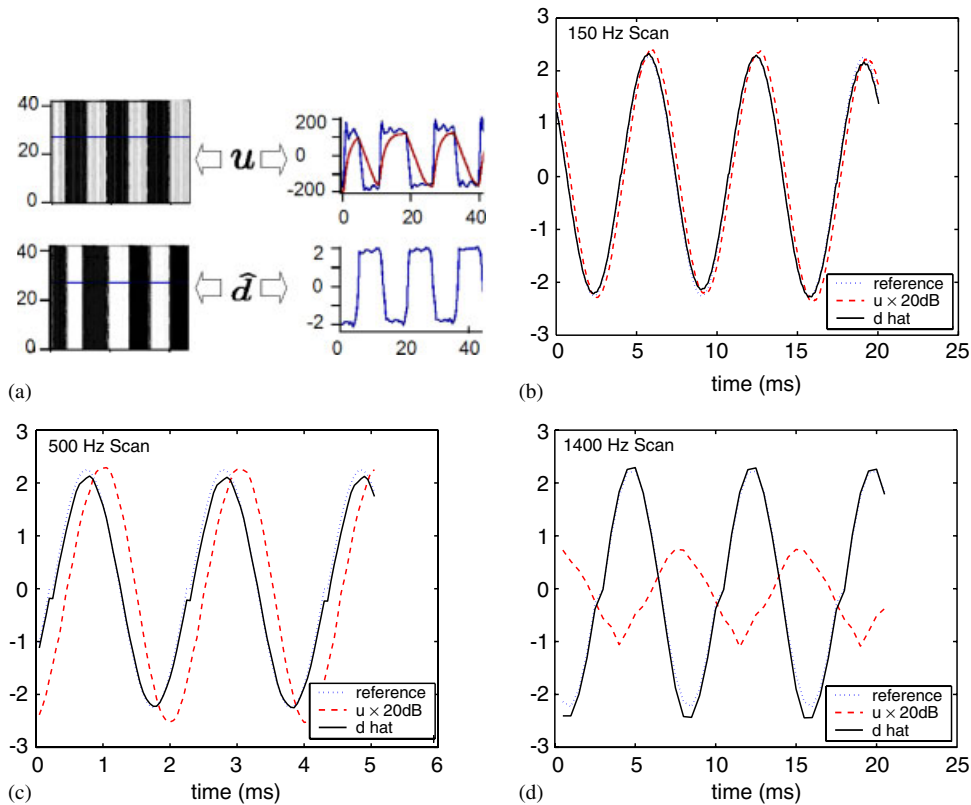 40
20
0
u
200
100
0
-200
0
20
40
40
20
0
d̂
2
0
-2
0
20
40
(a)
150 Hz Scan
3
2
1
0
-1
-2
-3
reference
u × 20dB
d hat
0 5 10 15 20 25
time (ms)
(b)
500 Hz Scan
3
2
1
0
-1
-2
-3
reference
u × 20dB
d hat
0 1 2 3 4 5 6
time (ms)
(c)
1400 Hz Scan
3
2
1
0
-1
-2
-3
reference
u × 20dB
d hat
0 5 10 15 20 25
time (ms)
(d)